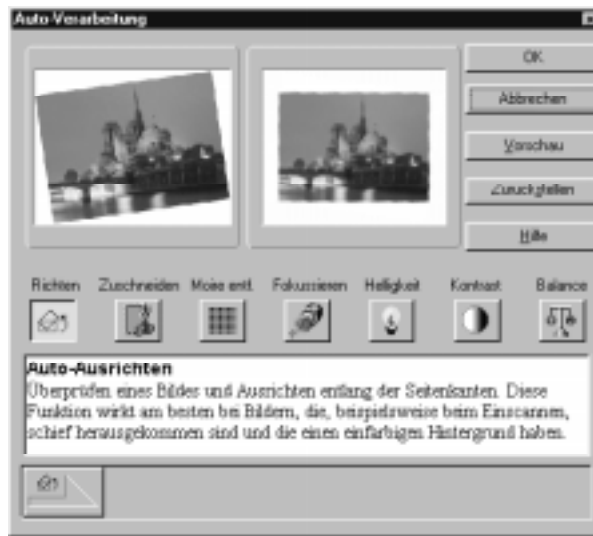 Auto-Verarbeitung
OK
Abbrechen
Vorschau
Zurückstellen
Hilfe
Richten Zuschneiden Moiré entf. Fokussieren Helligkeit Kontrast Balance
Auto-Ausrichten
Überprüfen eines Bildes und Ausrichten entlang der Seitenkanten. Diese
Funktion wirkt am besten bei Bildern, die, beispielsweise beim Einscannen,
schief herausgekommen sind und die einen einfarbigen Hintergrund haben.